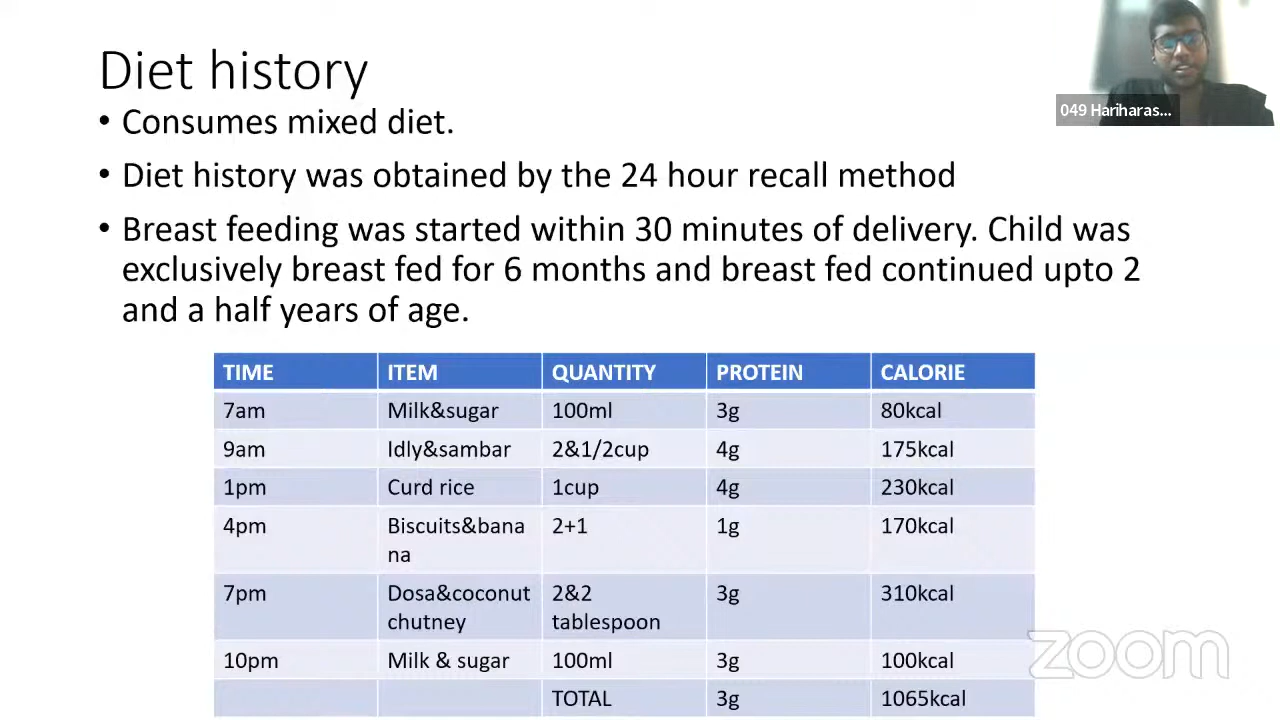 Diet history
049 Hariharas...
• Consumes mixed diet.
• Diet history was obtained by the 24 hour recall method
• Breast feeding was started within 30 minutes of delivery. Child was
exclusively breast fed for 6 months and breast fed continued upto 2
and a half years of age.
TIME ITEM QUANTITY PROTEIN CALORIE
7am Milk&sugar 100ml 3g 80kcal
9am Idly&sambar 2&1/2cup 4g 175kcal
1pm Curd rice 1cup 4g 230kcal
4pm Biscuits&bana 2+1 1g 170kcal
na
7pm Dosa&coconut 2&2 3g 310kcal
chutney tablespoon
10pm Milk & sugar 100ml 3g 100kcal
TOTAL 3g 1065kcal
zoom